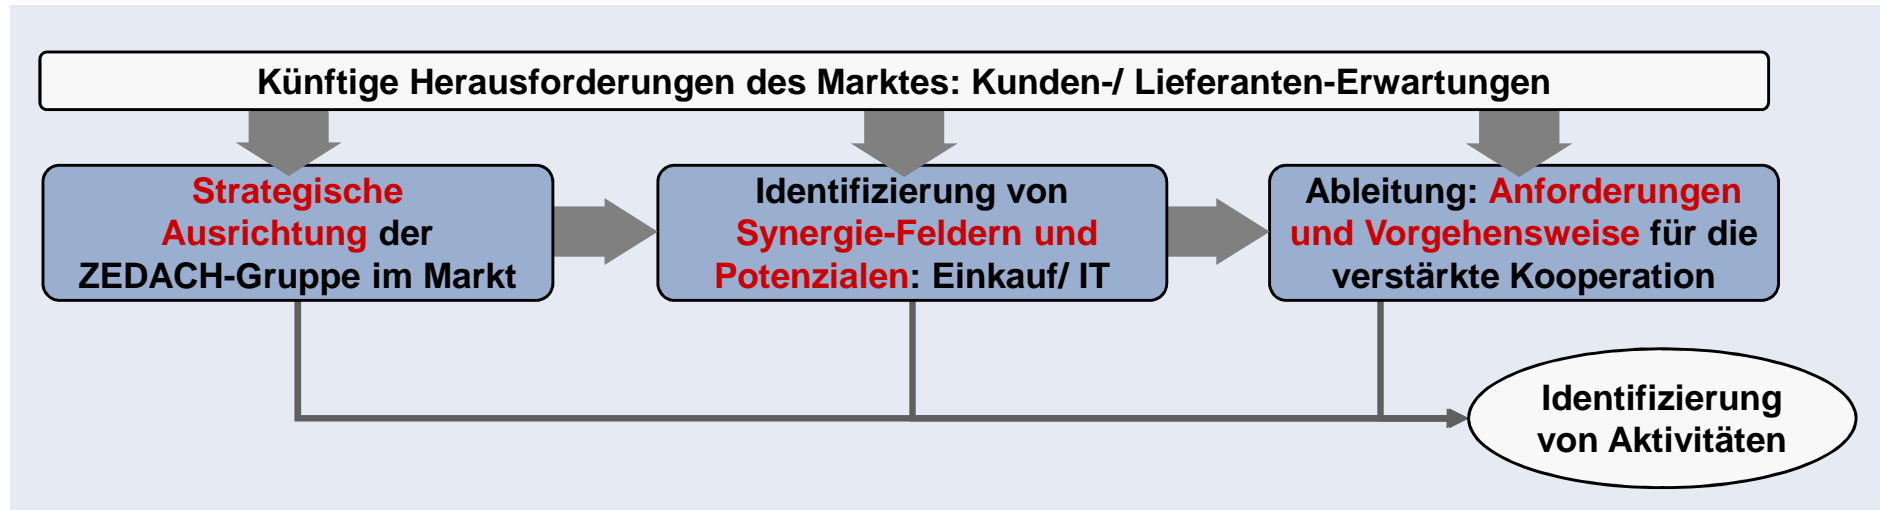 Künftige Herausforderungen des Marktes: Kunden-/ Lieferanten-Erwartungen
Strategische
Ausrichtung der
ZEDACH-Gruppe im Markt
Identifizierung von
Synergie-Feldern und
Potenzialen: Einkauf/ IT
Ableitung: Anforderungen
und Vorgehensweise für die
verstärkte Kooperation
Identifizierung
von Aktivitäten